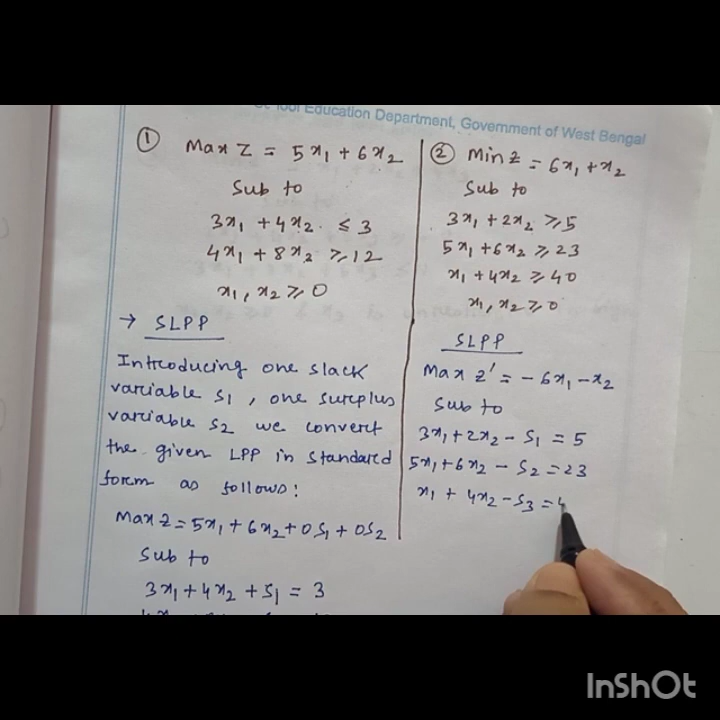 Education Department, Government of West Bengal
①
Max Z = 5x₁ + 6x₂
Sub to
3x₁ + 4x₂ ≤ 3
4x₁ + 8x₂ ≥ 12
x₁, x₂ ≥ 0
→ SLPP
Introducing one slack
variable s₁, one surplus
variable s₂ we convert
the given LPP in standard
form as follows:
Max Z = 5x₁ + 6x₂ + 0s₁ + 0s₂
Sub to
3x₁ + 4x₂ + s₁ = 3
② Min Z = 6x₁ + x₂
Sub to
3x₁ + 2x₂ ≥ 5
5x₁ + 6x₂ ≥ 23
x₁ + 4x₂ ≥ 40
x₁, x₂ ≥ 0
SLPP
Max Z' = - 6x₁ - x₂
Sub to
3x₁ + 2x₂ - s₁ = 5
5x₁ + 6x₂ - s₂ = 23
x₁ + 4x₂ - s₃ = 4
InShOt